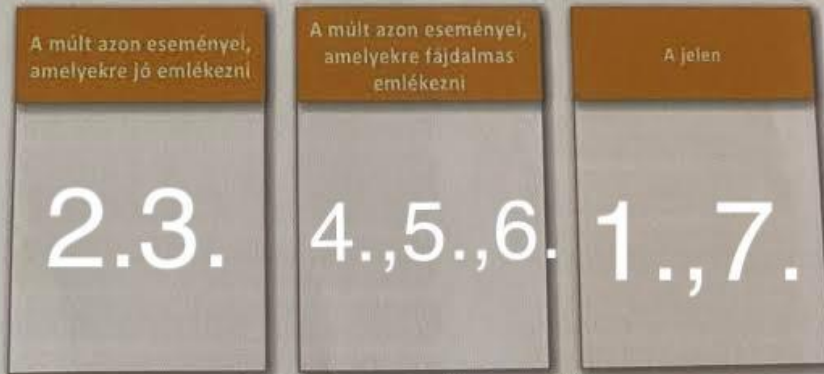 A múlt azon eseményei,
amelyekre jó emlékezni
2.3.
A múlt azon eseményei,
amelyekre fájdalmas
emlékezni
4.,5.,6.
A jelen
1.,7.